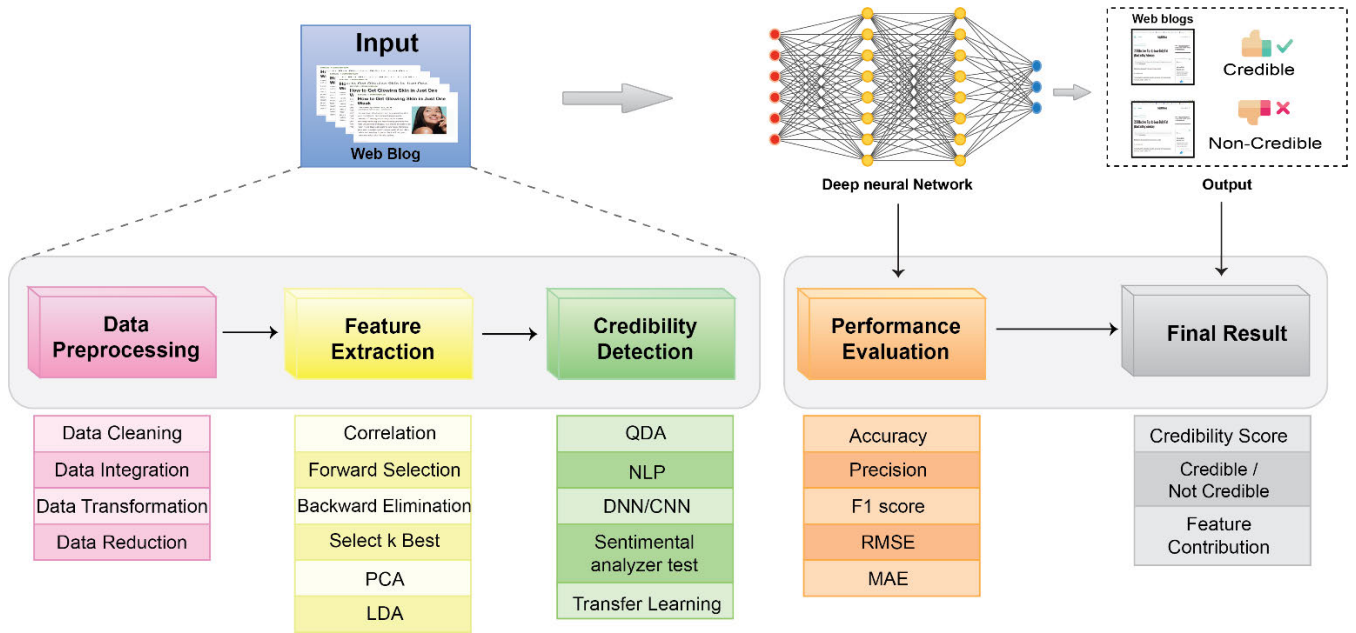 Input
How to Get Glowing Skin in Just One
How to Get Glowing Skin in Just One
Week
Web Blog
Deep neural Network
Web blogs
Credible
Non-Credible
Output
Data
Preprocessing
Feature
Extraction
Credibility
Detection
Performance
Evaluation
Final Result
Data Cleaning
Data Integration
Data Transformation
Data Reduction
Correlation
Forward Selection
Backward Elimination
Select k Best
PCA
LDA
QDA
NLP
DNN/CNN
Sentimental
analyzer test
Transfer Learning
Accuracy
Precision
F1 score
RMSE
MAE
Credibility Score
Credible /
Not Credible
Feature
Contribution